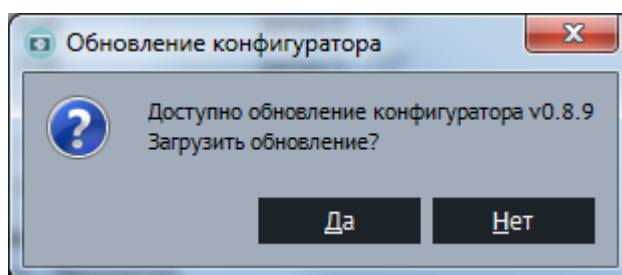 Обновление конфигуратора
Доступно обновление конфигуратора v0.8.9
Загрузить обновление?
Да
Нет